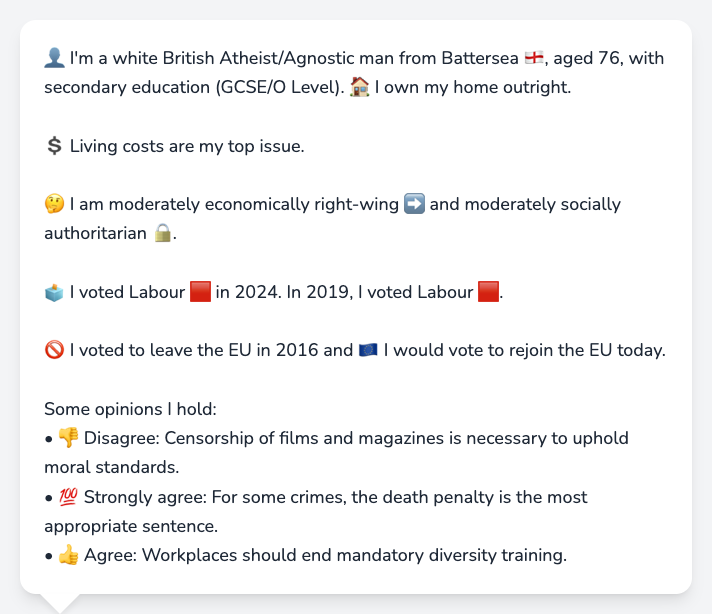 👤 I'm a white British Atheist/Agnostic man from Battersea 🏴󠁧󠁢󠁥󠁮󠁧󠁿, aged 76, with
secondary education (GCSE/O Level). 🏠 I own my home outright.
💲 Living costs are my top issue.
🤔 I am moderately economically right-wing ➡️ and moderately socially
authoritarian 🔒.
🗳️ I voted Labour 🟥 in 2024. In 2019, I voted Labour 🟥.
🚫 I voted to leave the EU in 2016 and 🇪🇺 I would vote to rejoin the EU today.
Some opinions I hold:
• 👎 Disagree: Censorship of films and magazines is necessary to uphold
moral standards.
• 💯 Strongly agree: For some crimes, the death penalty is the most
appropriate sentence.
• 👍 Agree: Workplaces should end mandatory diversity training.